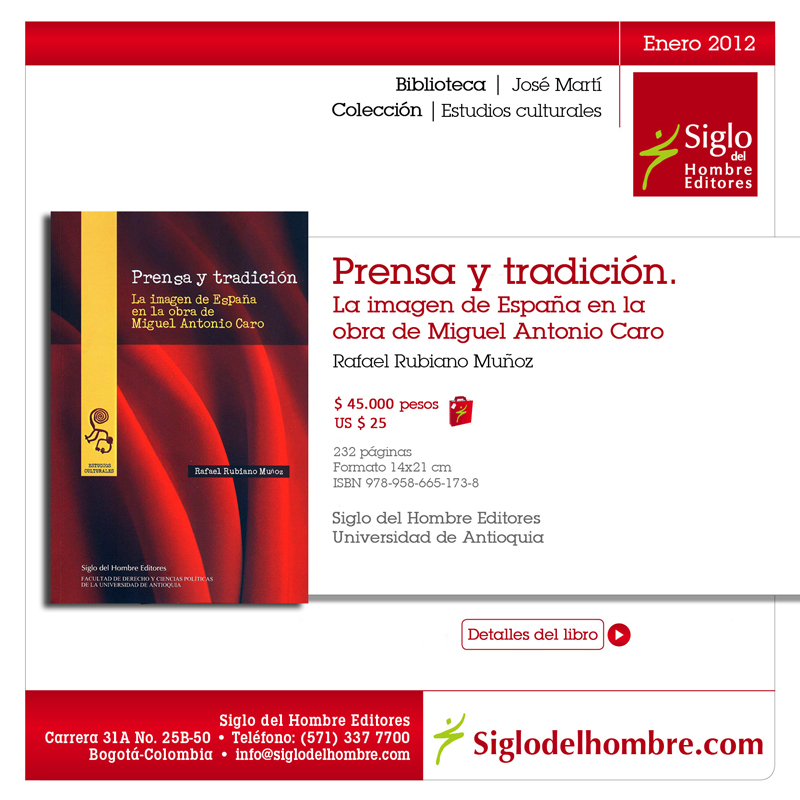 Enero 2012
Biblioteca | José Martí
Colección | Estudios culturales
Siglo
del
Hombre
Editores
Prensa y tradición
La imagen de España
en la obra de
Miguel Antonio Caro
ESTUDIOS
CULTURALES
Rafael Rubiano Muñoz
Siglo del Hombre Editores
FACULTAD DE DERECHO Y CIENCIAS POLÍTICAS
DE LA UNIVERSIDAD DE ANTIOQUIA
Prensa y tradición.
La imagen de España en la
obra de Miguel Antonio Caro
Rafael Rubiano Muñoz
$ 45.000 pesos
US $ 25
232 páginas
Formato 14x21 cm
ISBN 978-958-665-173-8
Siglo del Hombre Editores
Universidad de Antioquia
Detalles del libro
Siglo del Hombre Editores
Carrera 31A No. 25B-50 • Teléfono: (571) 337 7700
Bogotá-Colombia • info@siglodelhombre.com
Siglodelhombre.com